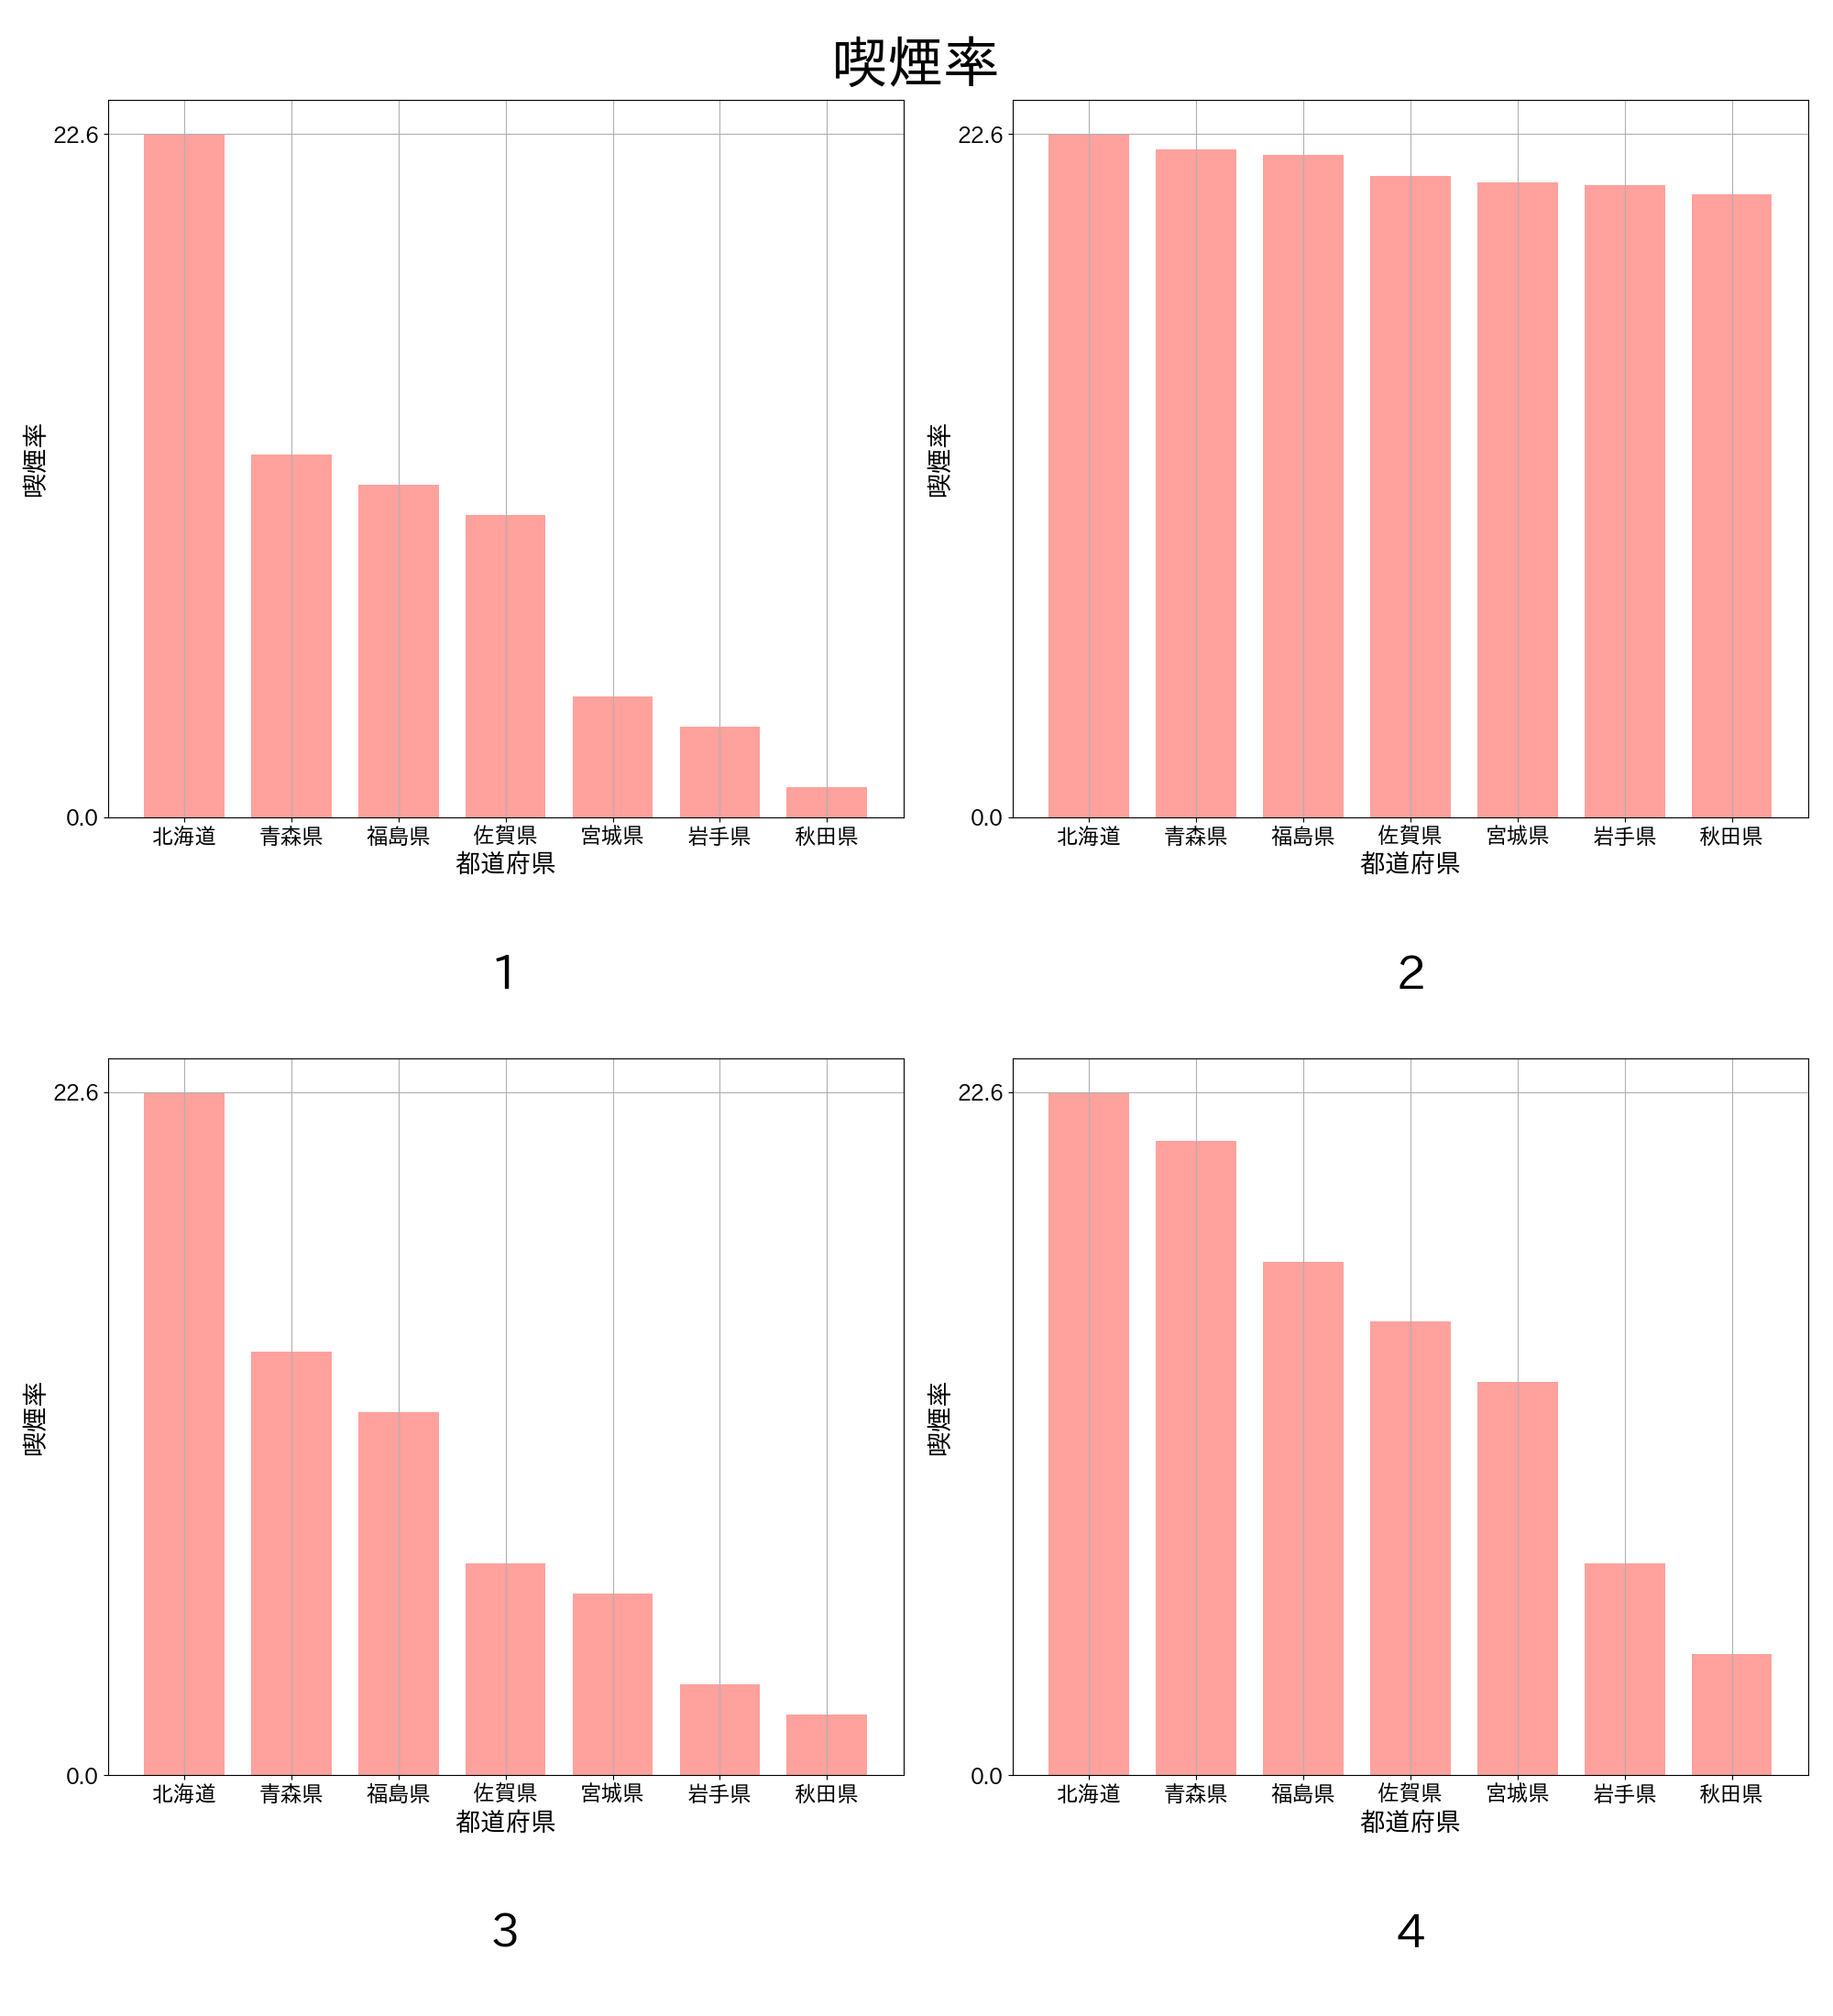 喫煙率
22.6
0.0
喫煙率
北海道 青森県 福島県 佐賀県 宮城県 岩手県 秋田県
都道府県
1
22.6
0.0
喫煙率
北海道 青森県 福島県 佐賀県 宮城県 岩手県 秋田県
都道府県
2
22.6
0.0
喫煙率
北海道 青森県 福島県 佐賀県 宮城県 岩手県 秋田県
都道府県
3
22.6
0.0
喫煙率
北海道 青森県 福島県 佐賀県 宮城県 岩手県 秋田県
都道府県
4